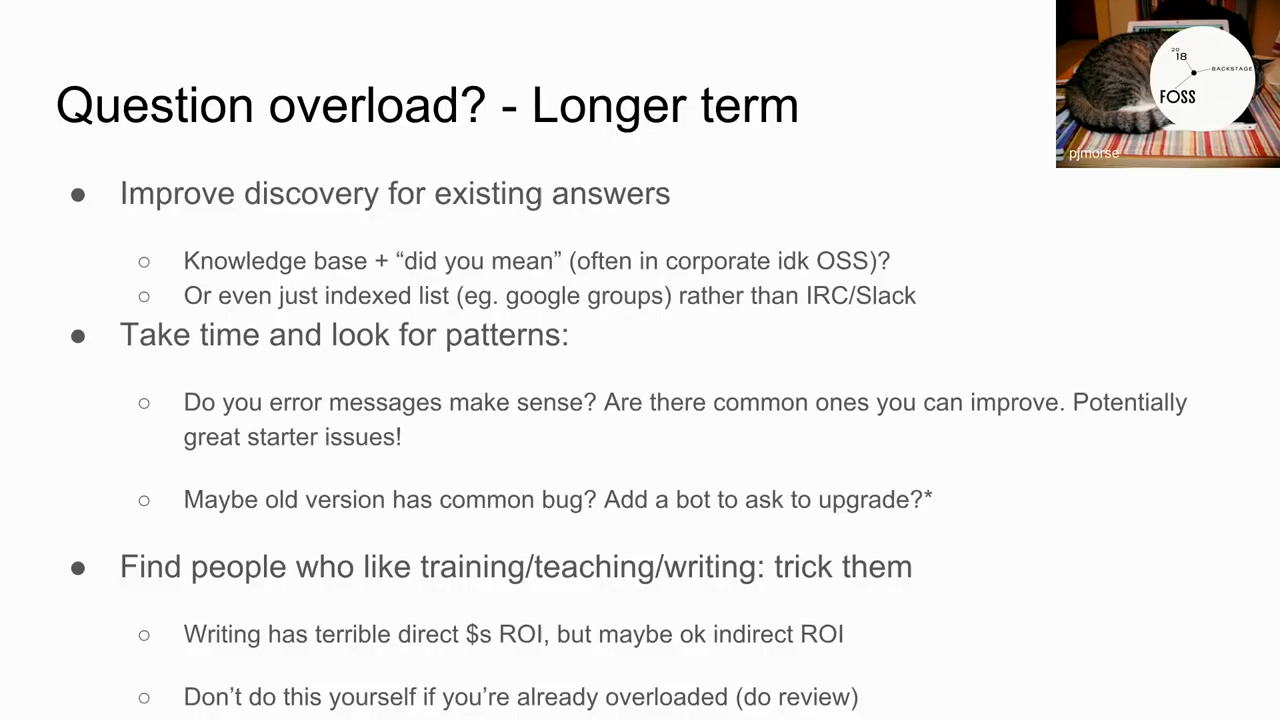 20
18
BACKSTAGE
FOSS
pjmorse
Question overload? - Longer term
● Improve discovery for existing answers
○ Knowledge base + “did you mean” (often in corporate idk OSS)?
○ Or even just indexed list (eg. google groups) rather than IRC/Slack
● Take time and look for patterns:
○ Do you error messages make sense? Are there common ones you can improve. Potentially
great starter issues!
○ Maybe old version has common bug? Add a bot to ask to upgrade?*
● Find people who like training/teaching/writing: trick them
○ Writing has terrible direct $s ROI, but maybe ok indirect ROI
○ Don’t do this yourself if you’re already overloaded (do review)